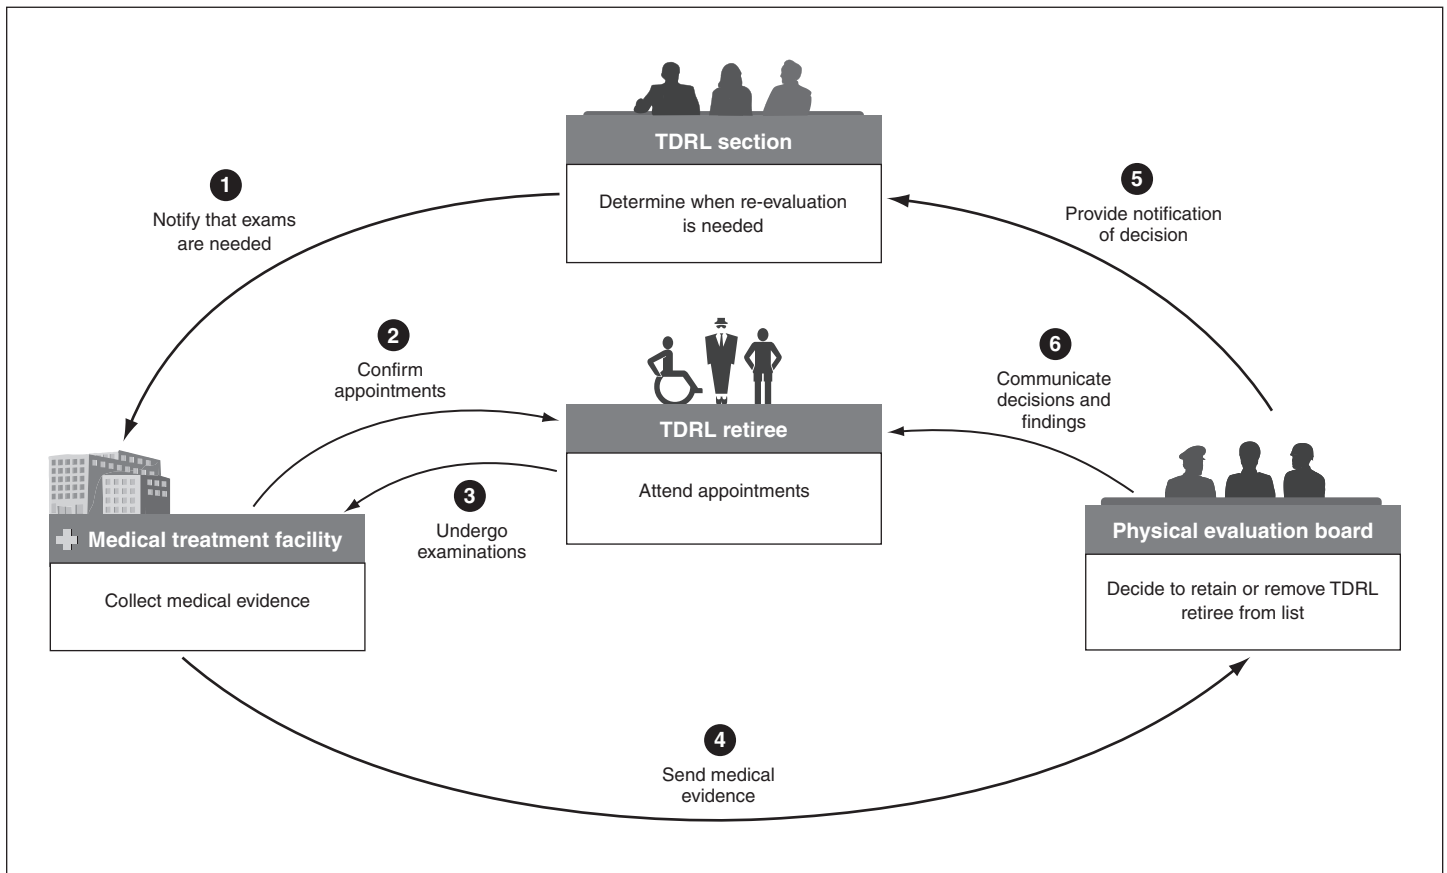 TDRL section
Determine when re-evaluation
is needed
1
Notify that exams
are needed
5
Provide notification
of decision
2
Confirm
appointments
TDRL retiree
Attend appointments
6
Communicate
decisions and
findings
3
Undergo
examinations
Medical treatment facility
Collect medical evidence
Physical evaluation board
Decide to retain or remove TDRL
retiree from list
4
Send medical
evidence